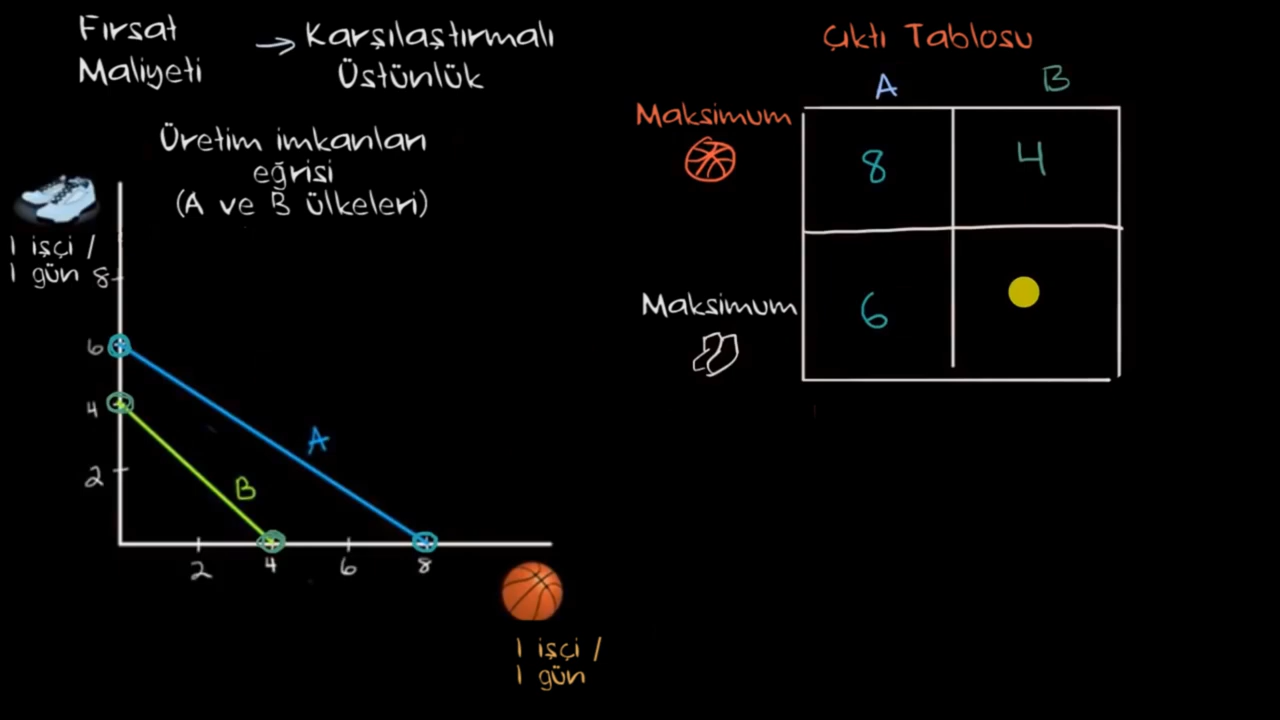 Fırsat
Maliyeti
→ Karşılaştırmalı
Üstünlük
Üretim imkanları
eğrisi
(A ve B ülkeleri)
1 işçi /
1 gün
8
6
4
2
A
B
2
4
6
8
1 işçi /
1 gün
Çıktı Tablosu
A
B
Maksimum
8
4
Maksimum
6